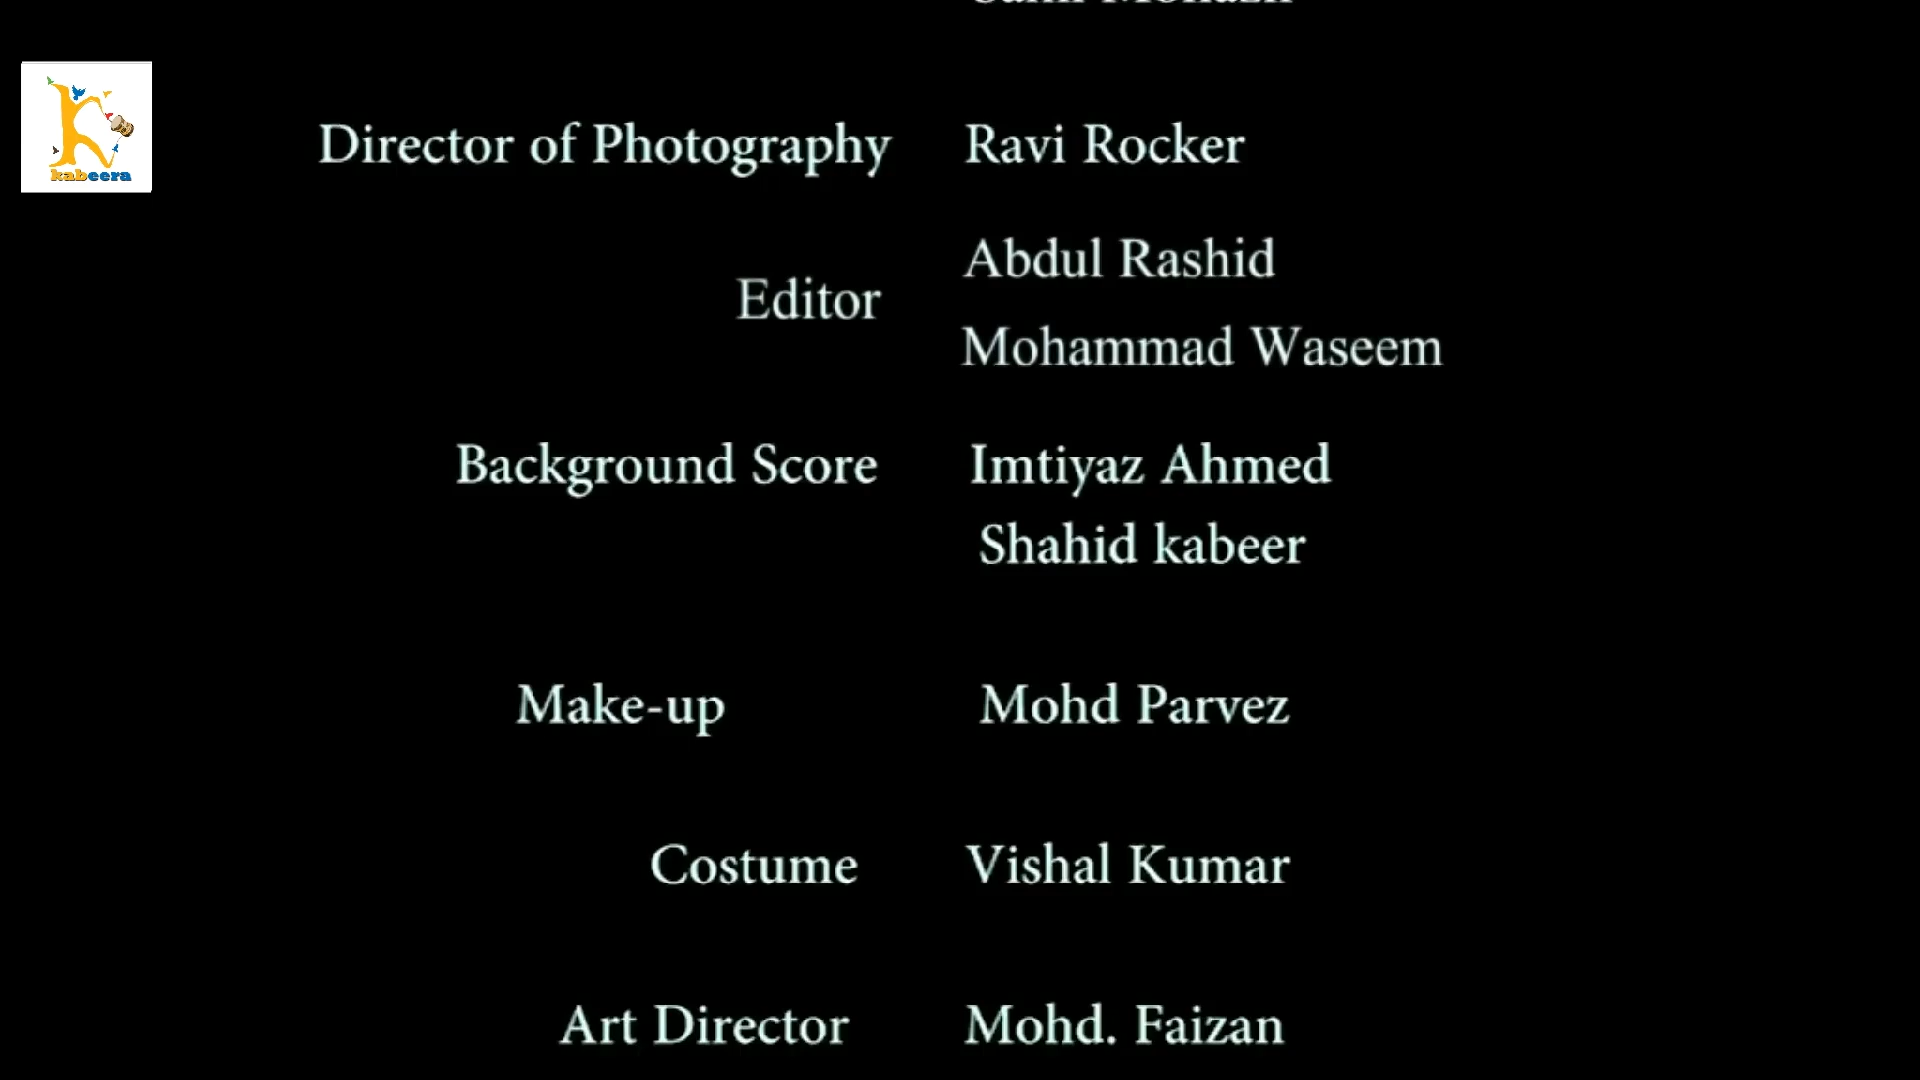 kabeera
Director of Photography Ravi Rocker
Editor
Abdul Rashid
Mohammad Waseem
Background Score Imtiyaz Ahmed
Shahid kabeer
Make-up Mohd Parvez
Costume Vishal Kumar
Art Director Mohd. Faizan